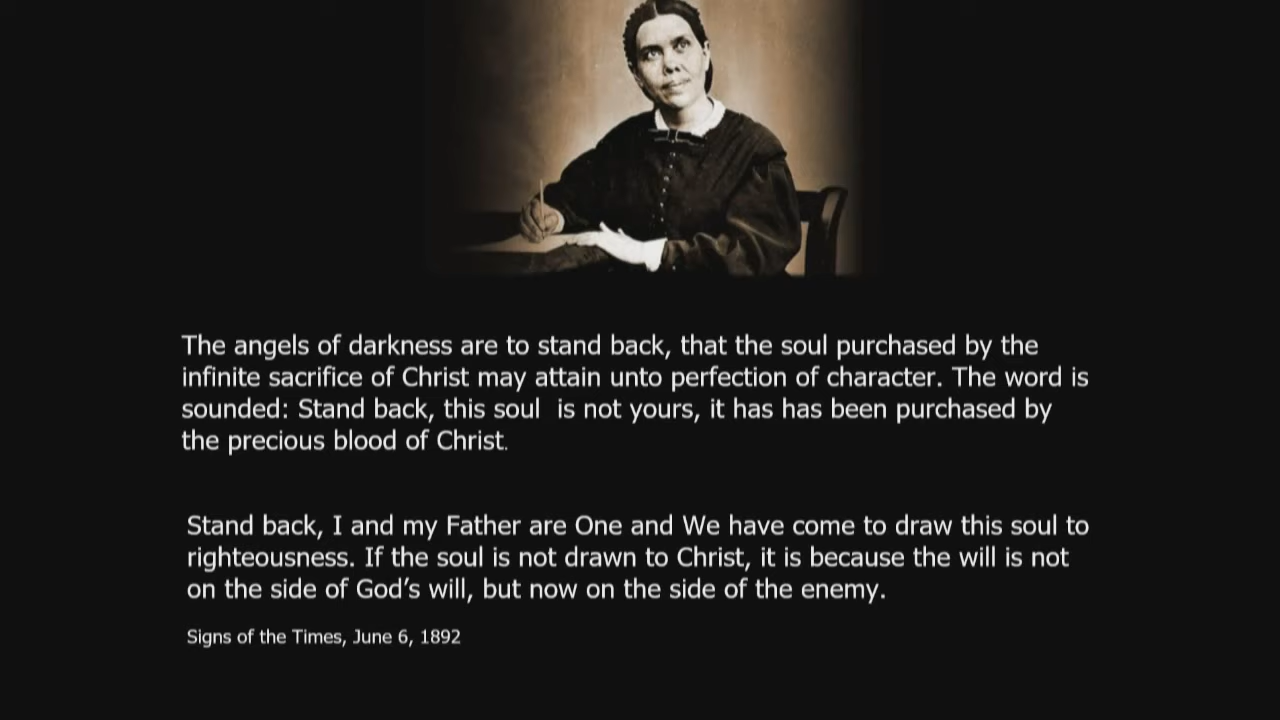 The angels of darkness are to stand back, that the soul purchased by the
infinite sacrifice of Christ may attain unto perfection of character. The word is
sounded: Stand back, this soul  is not yours, it has has been purchased by
the precious blood of Christ.
Stand back, I and my Father are One and We have come to draw this soul to
righteousness. If the soul is not drawn to Christ, it is because the will is not
on the side of God’s will, but now on the side of the enemy.
Signs of the Times, June 6, 1892